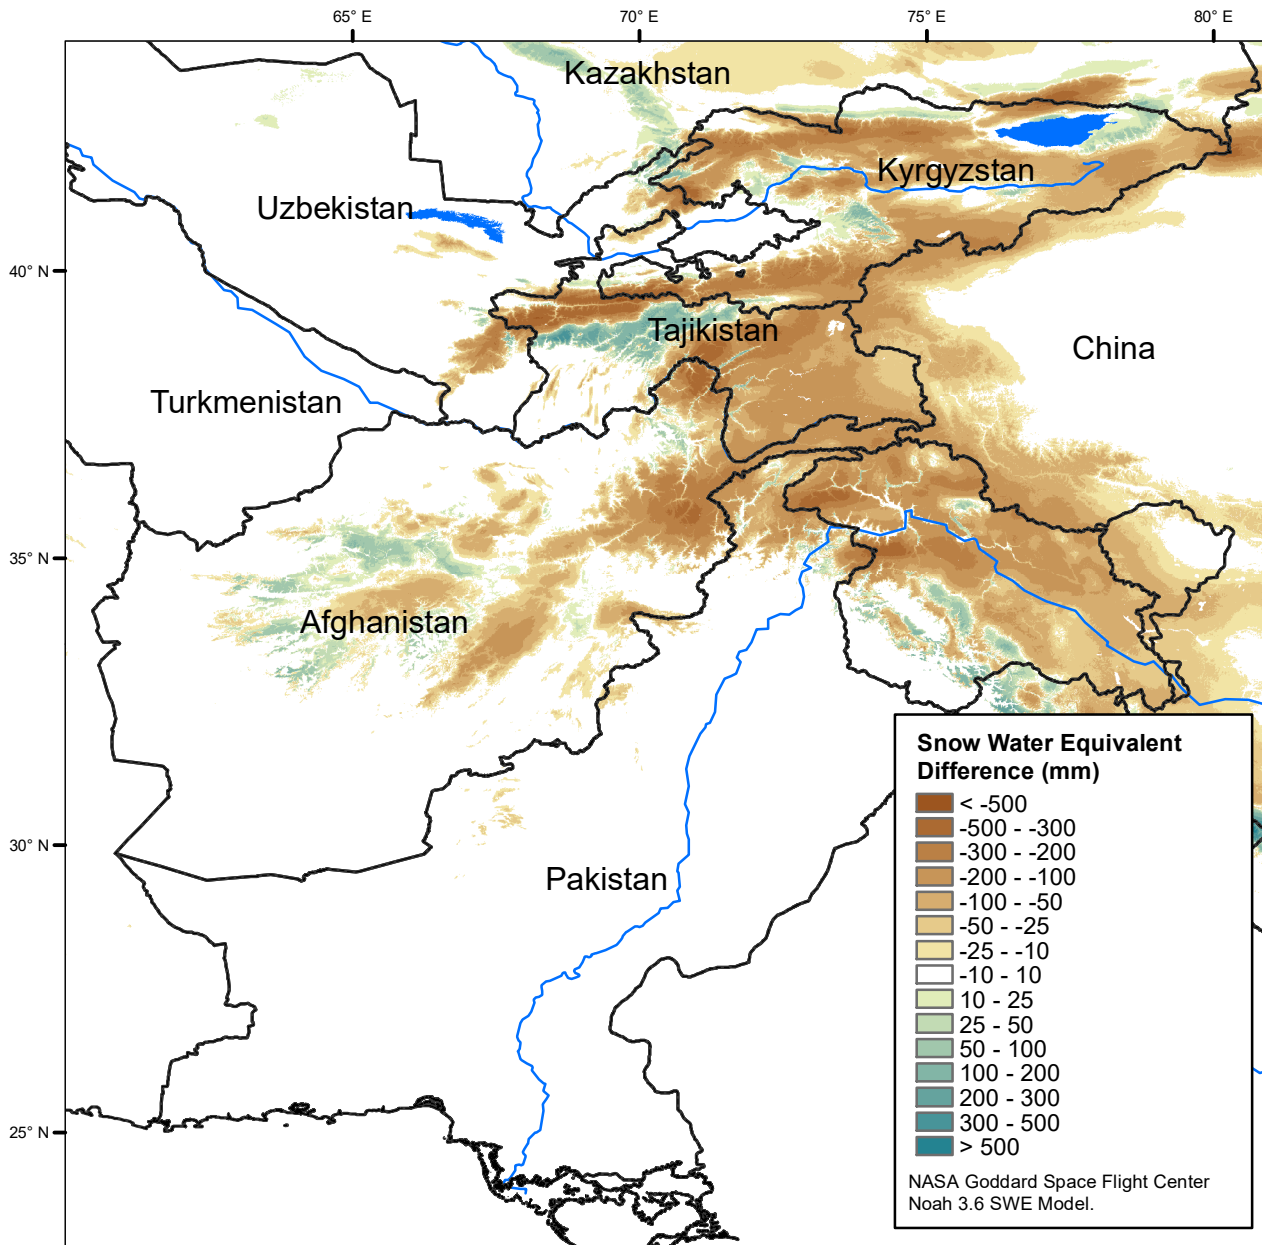 65° E
70° E
75° E
80° E
Kazakhstan
Kyrgyzstan
Uzbekistan
40° N
Tajikistan
China
Turkmenistan
35° N
Afghanistan
Snow Water Equivalent
Difference (mm)
< -500
-500 - -300
-300 - -200
-200 - -100
-100 - -50
-50 - -25
-25 - -10
-10 - 10
10 - 25
25 - 50
50 - 100
100 - 200
200 - 300
300 - 500
> 500
NASA Goddard Space Flight Center
Noah 3.6 SWE Model.
30° N
Pakistan
25° N